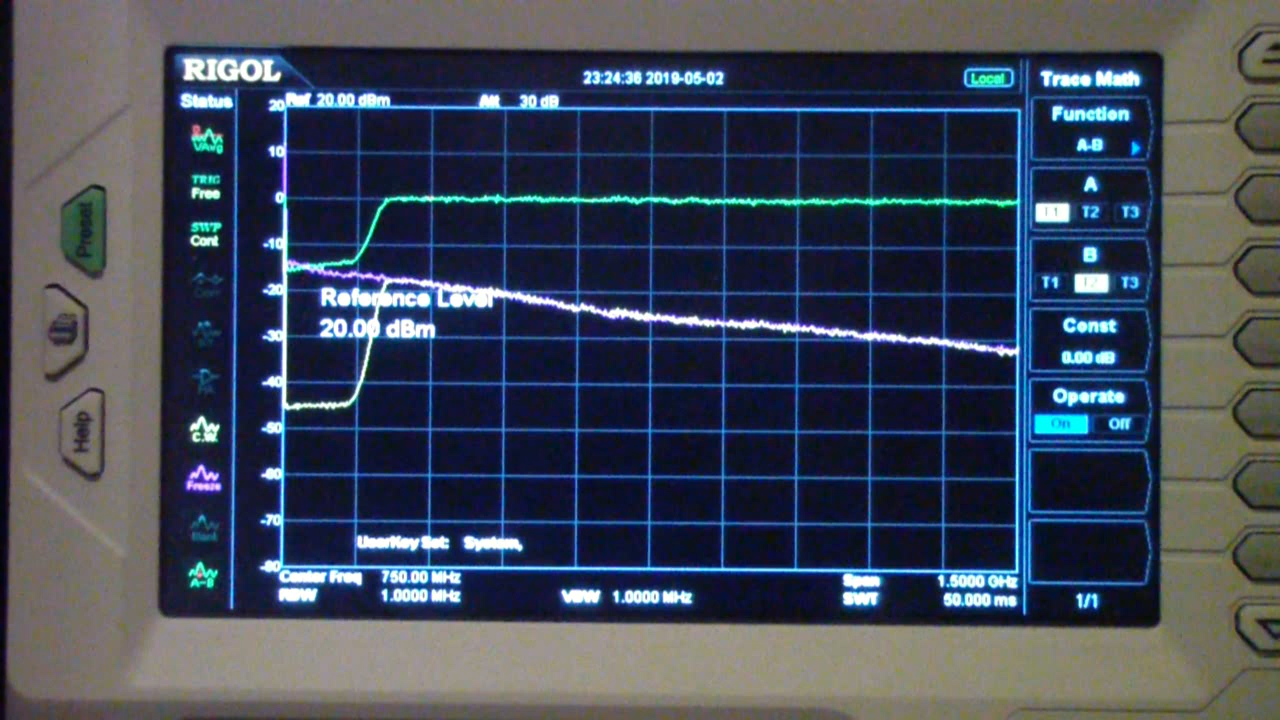 RIGOL
23:24:36 2019-05-02
Local
Trace Math
Status
Ref 20.00 dBm
Att 30 dB
20
10
0
-10
-20
-30
-40
-50
-60
-70
-80
VAvg
TRIG
Free
SWP
Cont
C.W.
Freeze
Blank
A-B
Reference Level
20.00 dBm
UserKey Set: System,
Center Freq 750.00 MHz
Span 1.5000 GHz
RBW 1.0000 MHz
VBW 1.0000 MHz
SWT 50.000 ms
Function
A-B
A
T1 T2 T3
B
T1 T2 T3
Const
0.00 dB
Operate
On Off
1/1
Preset
Help